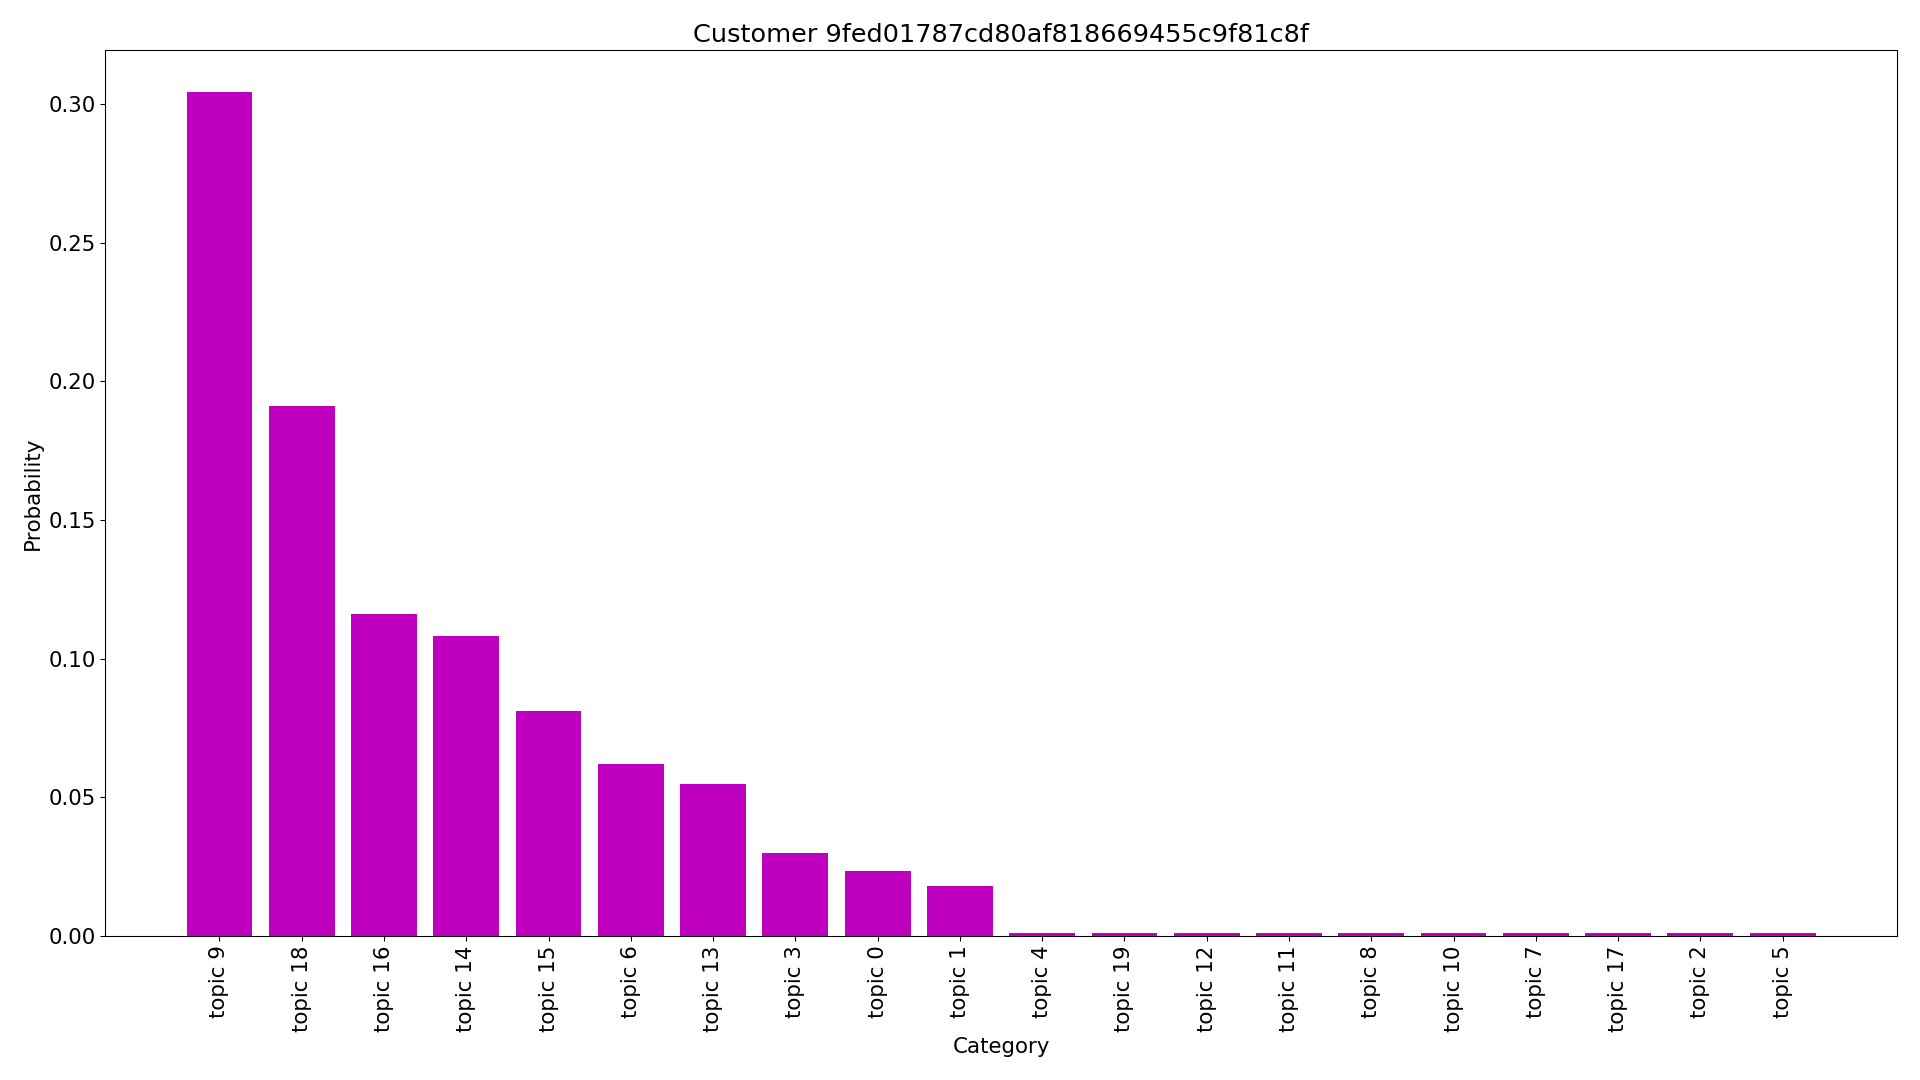 Customer 9fed01787cd80af818669455c9f81c8f
Probability
0.30
0.25
0.20
0.15
0.10
0.05
0.00
topic 9
topic 18
topic 16
topic 14
topic 15
topic 6
topic 13
topic 3
topic 0
topic 1
topic 4
topic 19
topic 12
topic 11
topic 8
topic 10
topic 7
topic 17
topic 2
topic 5
Category